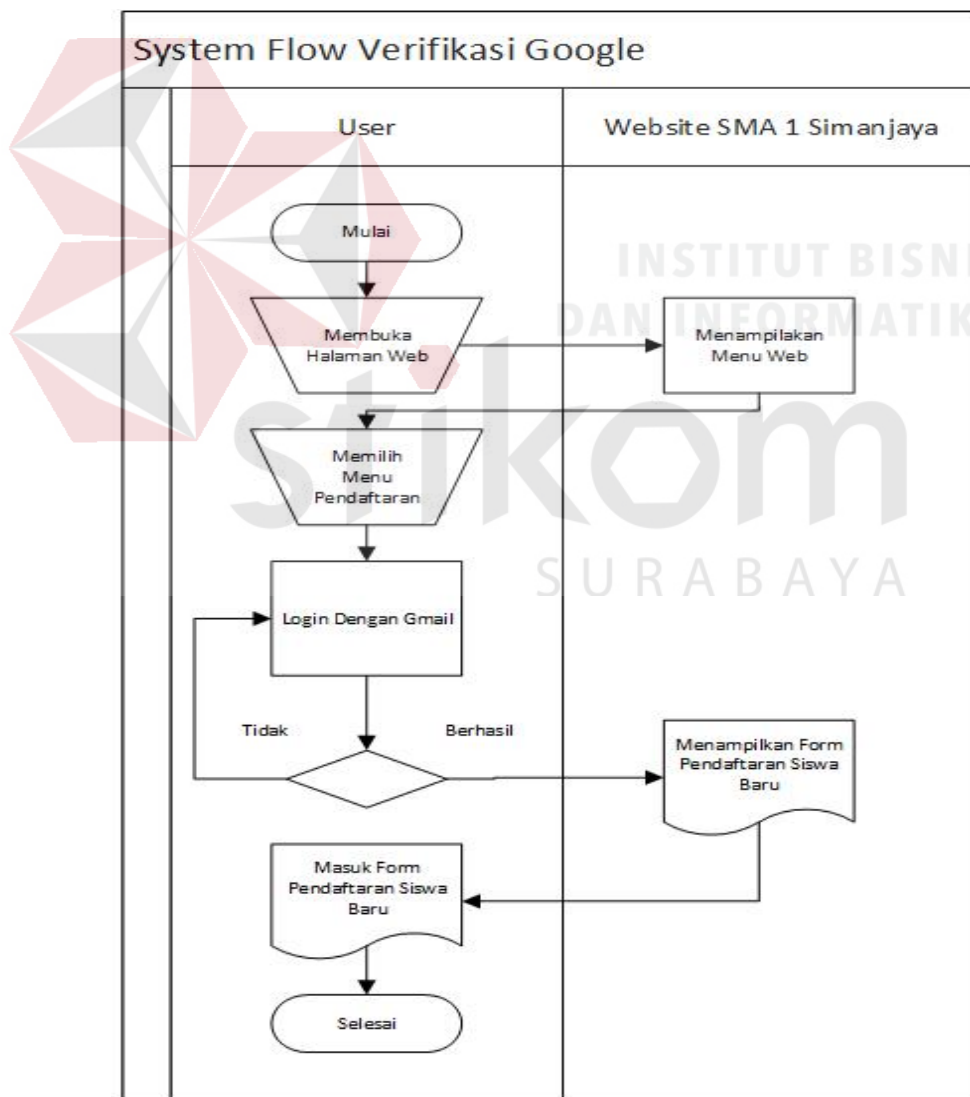 System Flow Verifikasi Google
User
Website SMA 1 Simanjaya
Mulai
INSTITUT BISNI
DAN INFORMATIK
Membuka
Halaman Web
Menampilakan
Menu Web
stikom
SURABAYA
Memilih
Menu
Pendaftaran
Login Dengan Gmail
Tidak
Berhasil
Menampilkan Form
Pendaftaran Siswa
Baru
Masuk Form
Pendaftaran Siswa
Baru
Selesai